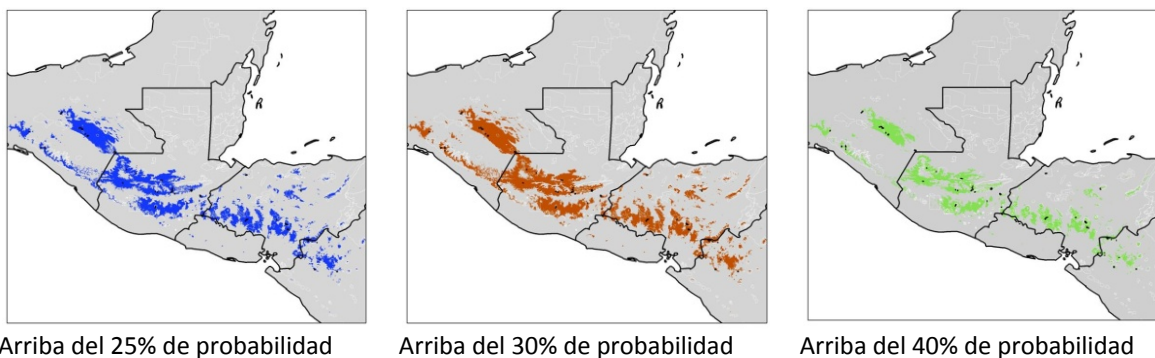 Arriba del 25% de probabilidad
Arriba del 30% de probabilidad
Arriba del 40% de probabilidad